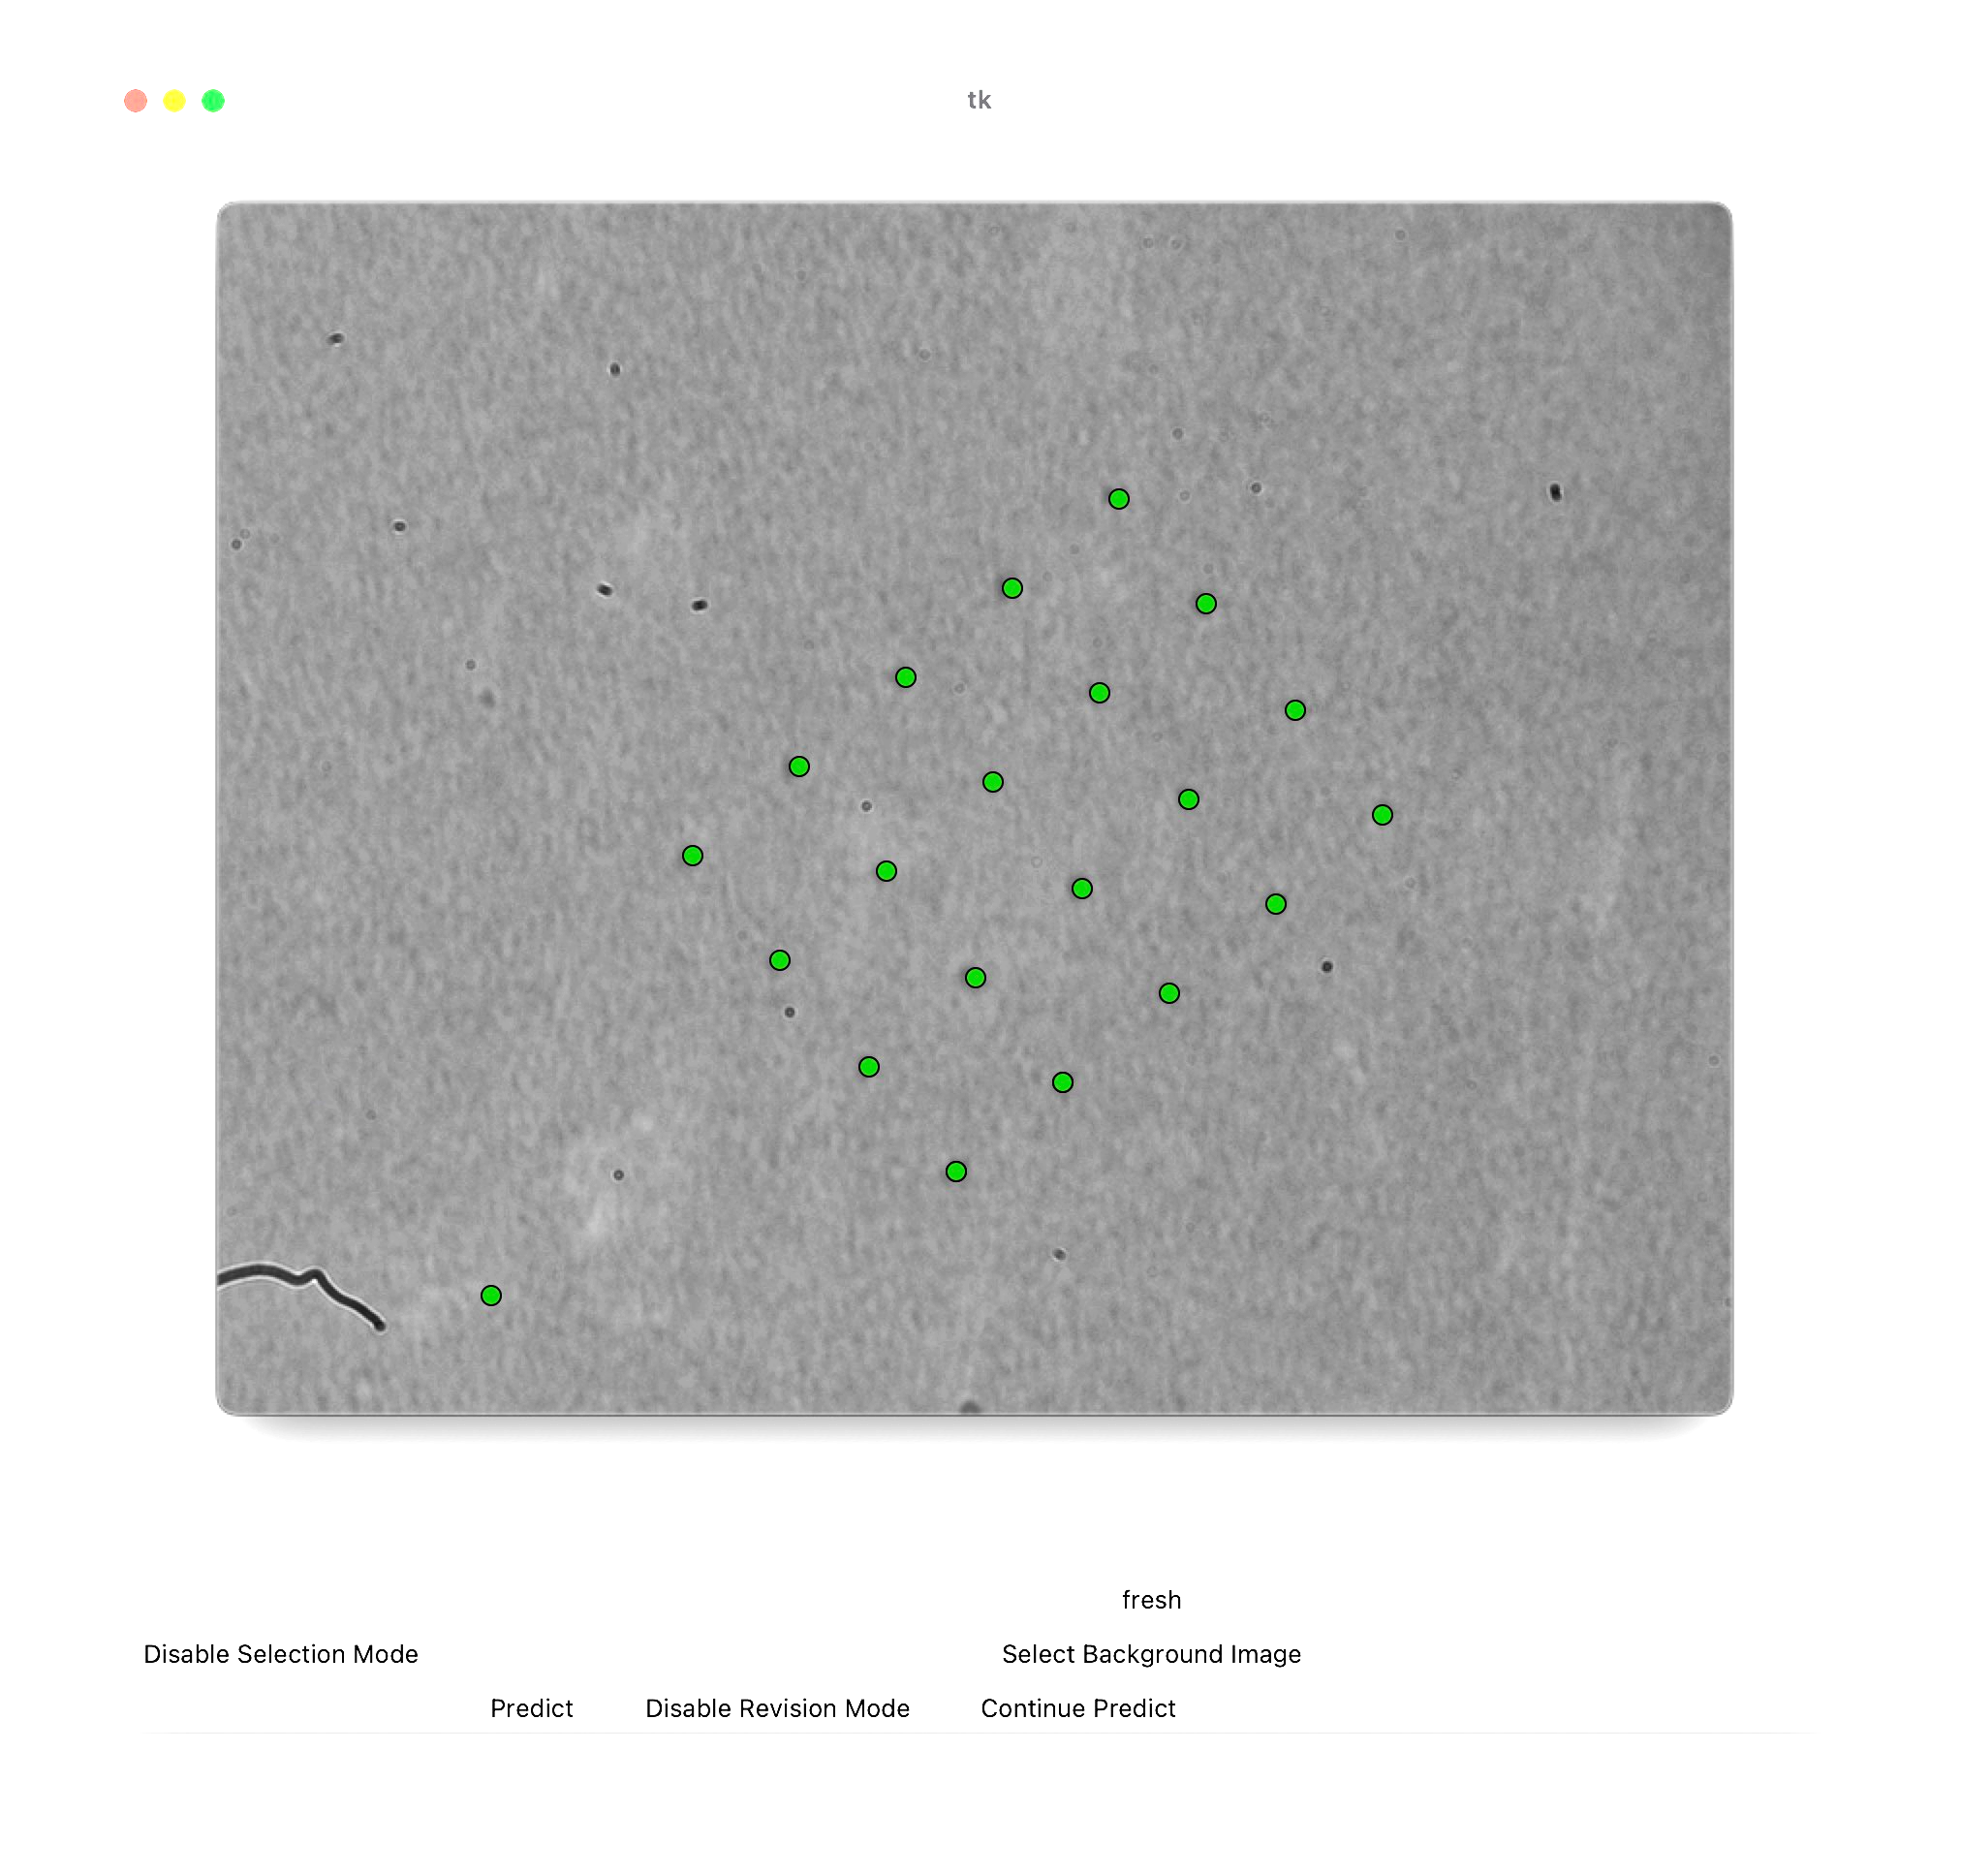 tk
fresh
Disable Selection Mode
Select Background Image
Predict
Disable Revision Mode
Continue Predict